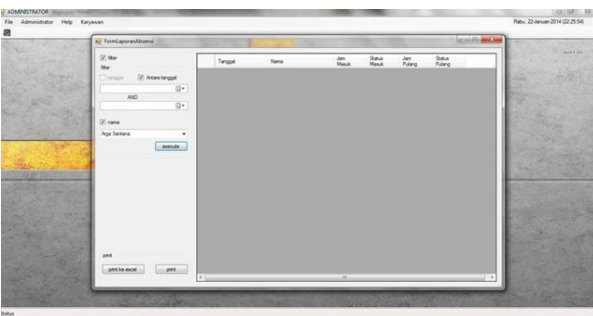 ADMINISTRATOR
File Administrator Help Karyawan
Rabu, 22-Januari-2014 (22:25:54)
FormLaporanAbsensi
filter
filter
tanggal Antara tanggal
AND
nama
Arga Santana
execute
print
print ke excel print
Tanggal Nama Jam Masuk Status Masuk Jam Pulang Status Pulang
Status